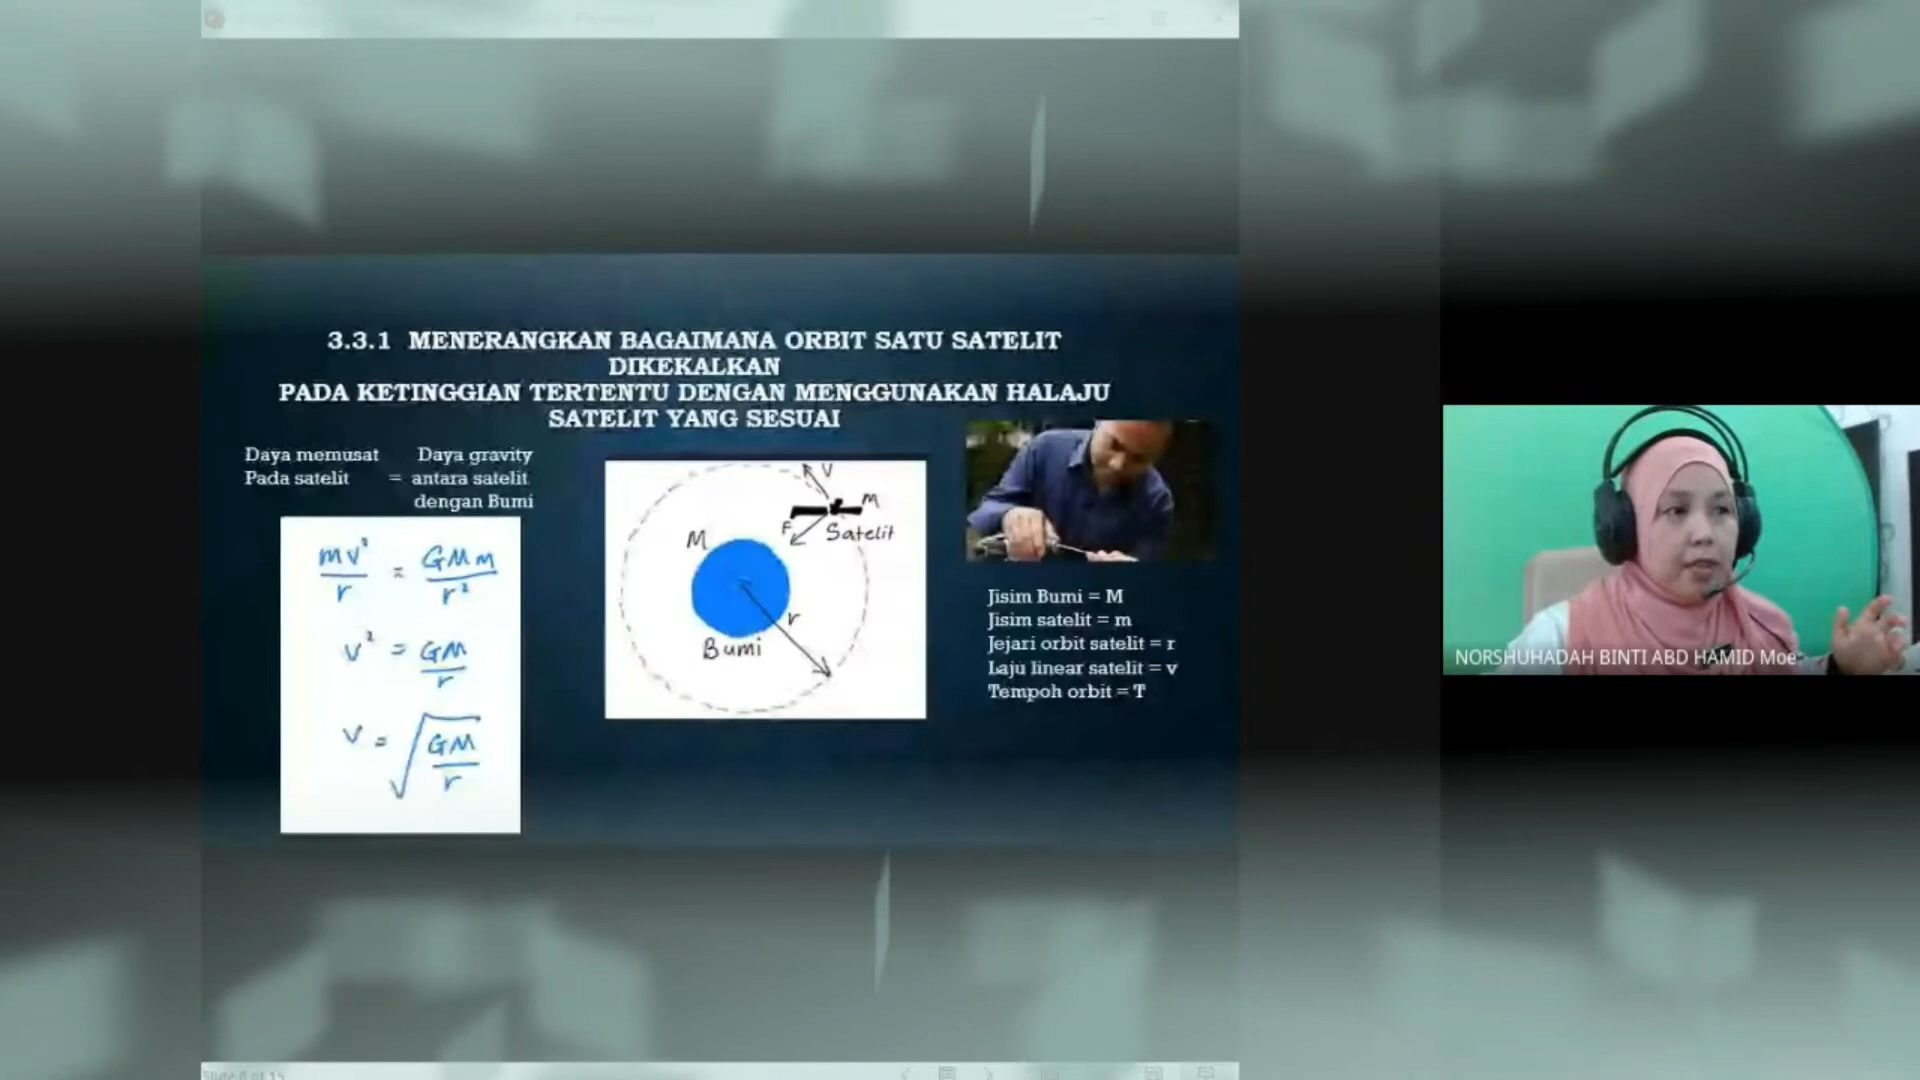 3.3.1 MENERANGKAN BAGAIMANA ORBIT SATU SATELIT
DIKEKALKAN
PADA KETINGGIAN TERTENTU DENGAN MENGGUNAKAN HALAJU
SATELIT YANG SESUAI
Daya memusat Daya gravity
Pada satelit = antara satelit
dengan Bumi
mv²/r = GMm/r²
v² = GM/r
v = √(GM/r)
V
M
F
Satelit
M
r
Bumi
Jisim Bumi = M
Jisim satelit = m
Jejari orbit satelit = r
Laju linear satelit = v
Tempoh orbit = T
NORSHUHADAH BINTI ABD HAMID Moe